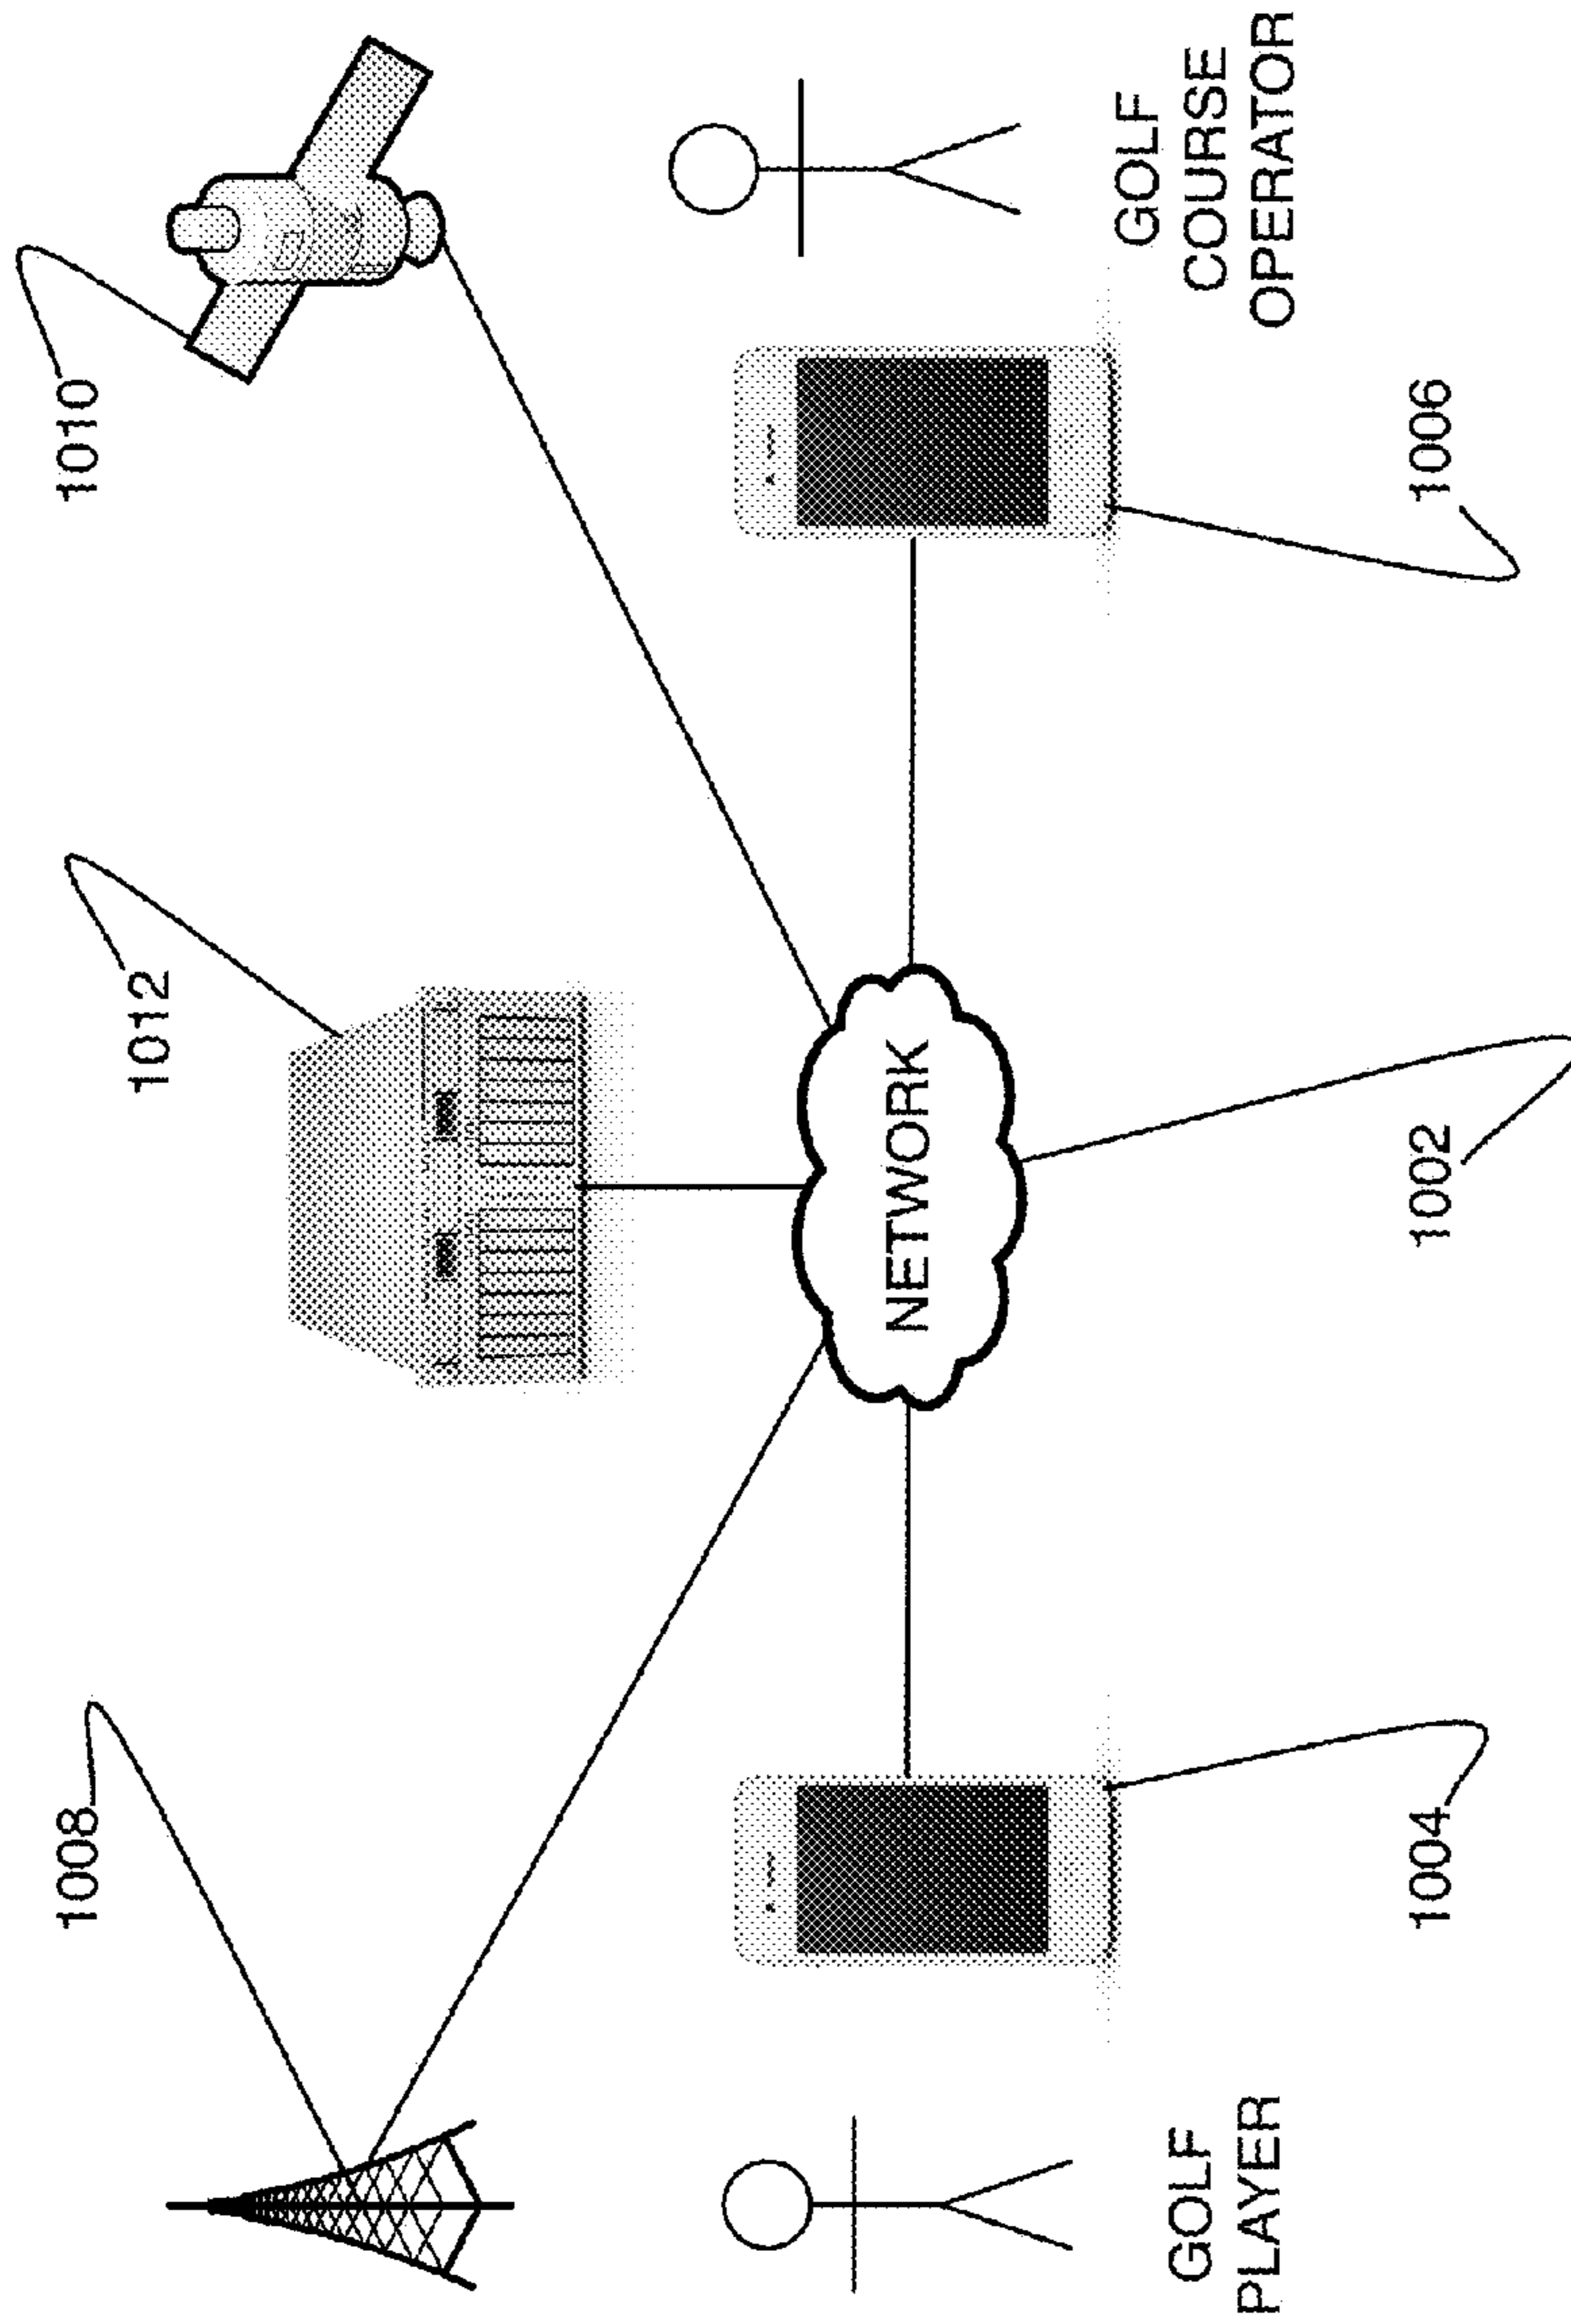 1008
1012
1010
NETWORK
GOLF
PLAYER
GOLF
COURSE
OPERATOR
1004
1002
1006